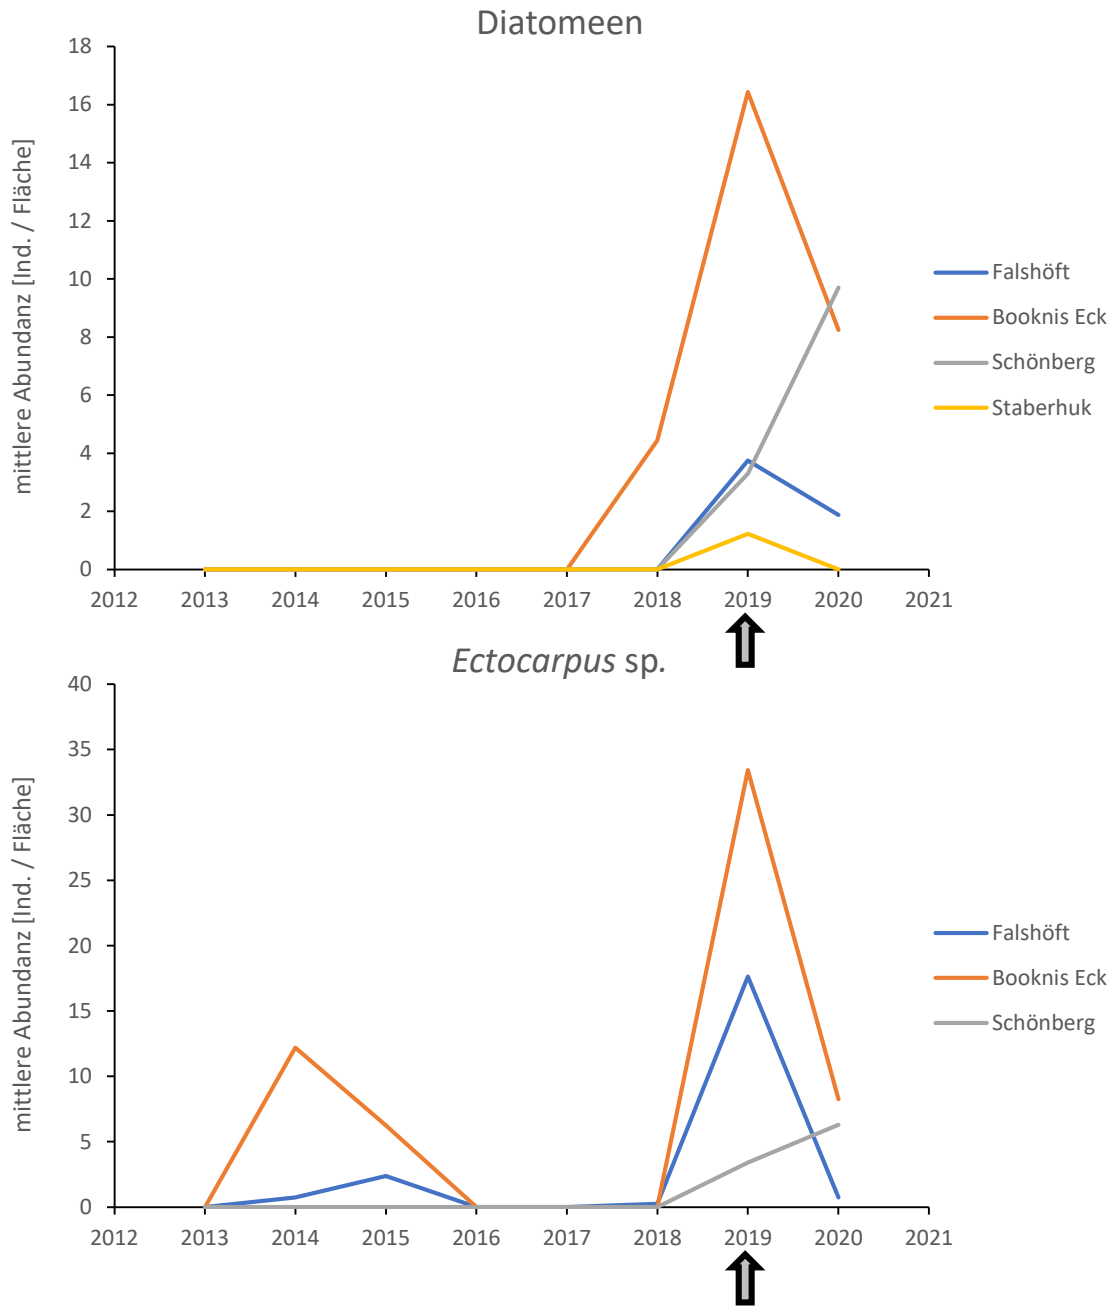 Diatomeen
mittlere Abundanz [Ind. / Fläche]
18
16
14
12
10
8
6
4
2
0
2012 2013 2014 2015 2016 2017 2018 2019 2020 2021
Falshöft
Booknis Eck
Schönberg
Staberhuk
Ectocarpus sp.
mittlere Abundanz [Ind. / Fläche]
40
35
30
25
20
15
10
5
0
2012 2013 2014 2015 2016 2017 2018 2019 2020 2021
Falshöft
Booknis Eck
Schönberg